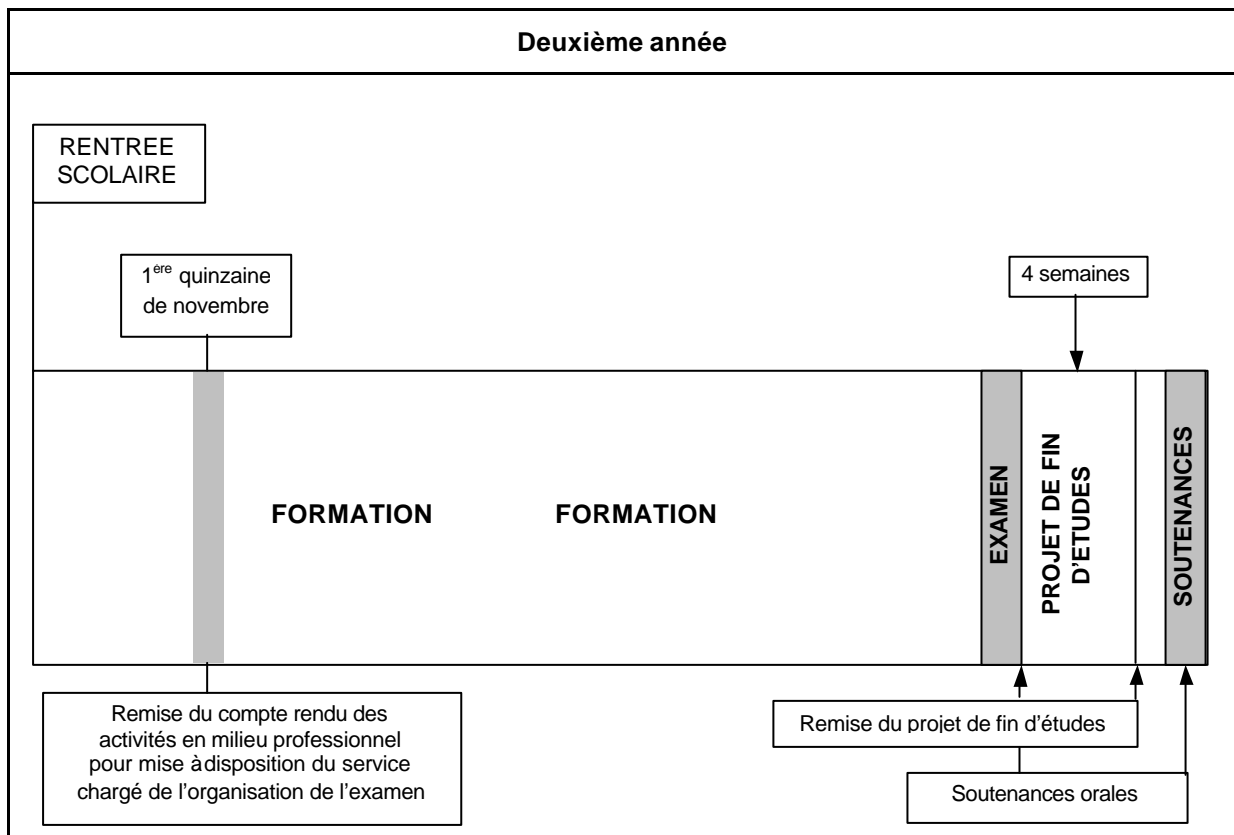 Deuxième année
RENTREE
SCOLAIRE
1ère quinzaine
de novembre
4 semaines
FORMATION
FORMATION
EXAMEN
PROJET DE FIN
D'ETUDES
SOUTENANCES
Remise du compte rendu des
activités en milieu professionnel
pour mise àdisposition du service
chargé de l'organisation de l'examen
Remise du projet de fin d'études
Soutenances orales